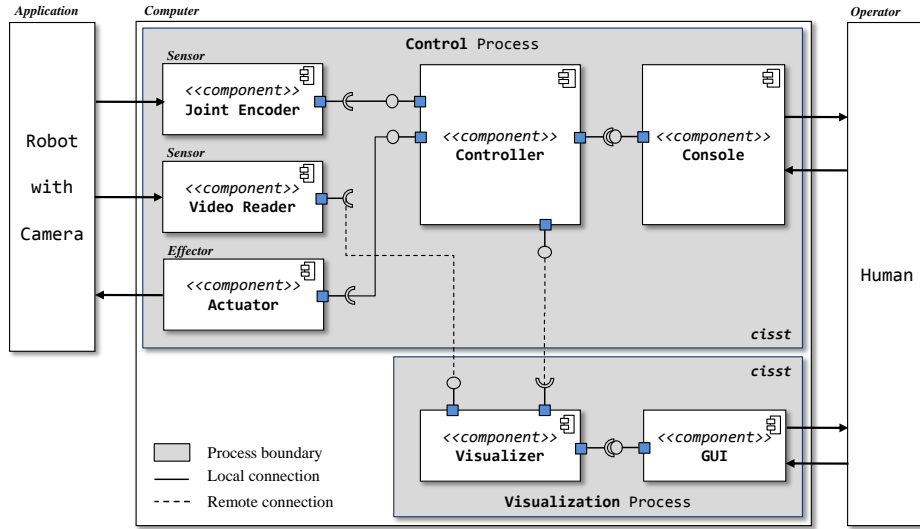 Application
Computer
Operator
Control Process
Robot
with
Camera
Sensor
<<component>>
Joint Encoder
<<component>>
Controller
<<component>>
Console
Sensor
<<component>>
Video Reader
Effector
<<component>>
Actuator
Human
cisst
cisst
<<component>>
Visualizer
<<component>>
GUI
Process boundary
Local connection
Remote connection
Visualization Process